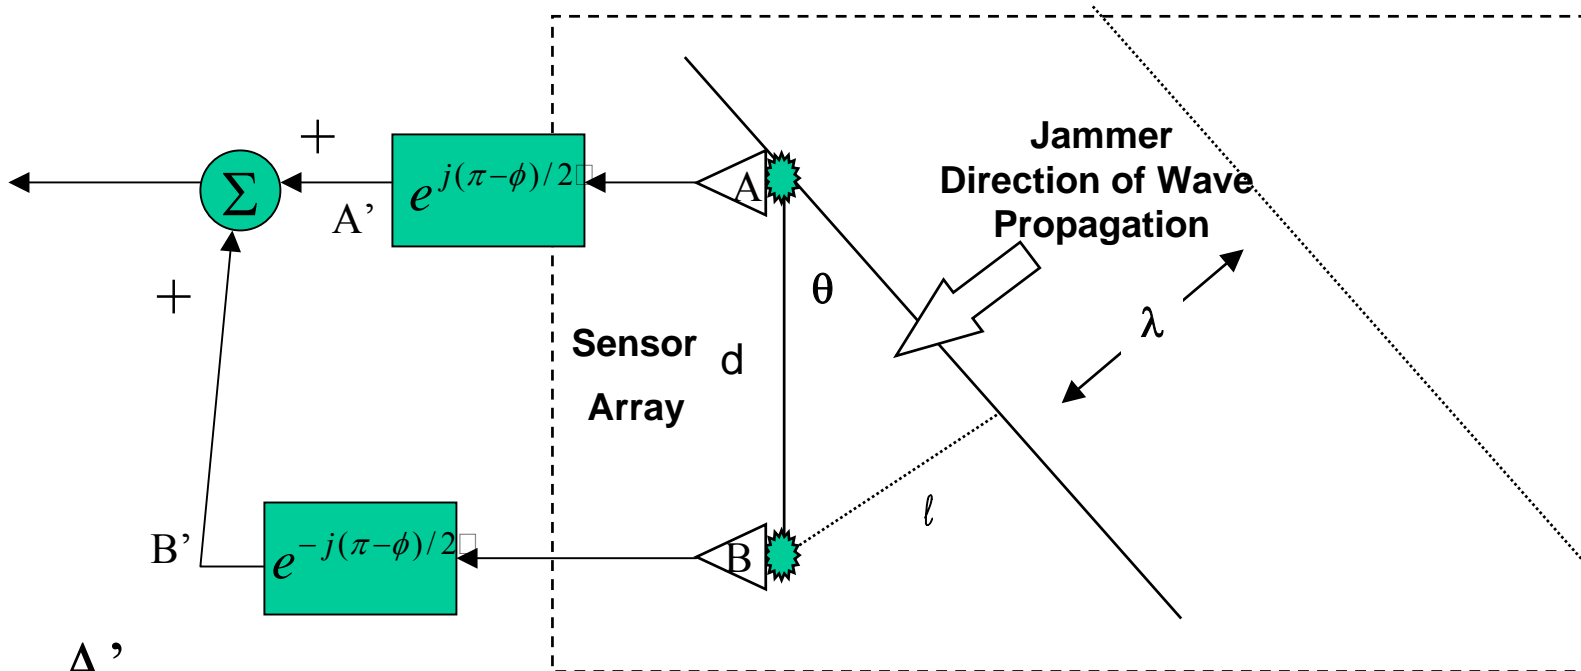 Jammer
Direction of Wave
Propagation
+
Σ
A’
e^{j(π−ϕ)/2}
A
θ
λ
+
Sensor
Array
d
ℓ
B’
e^{−j(π−ϕ)/2}
B